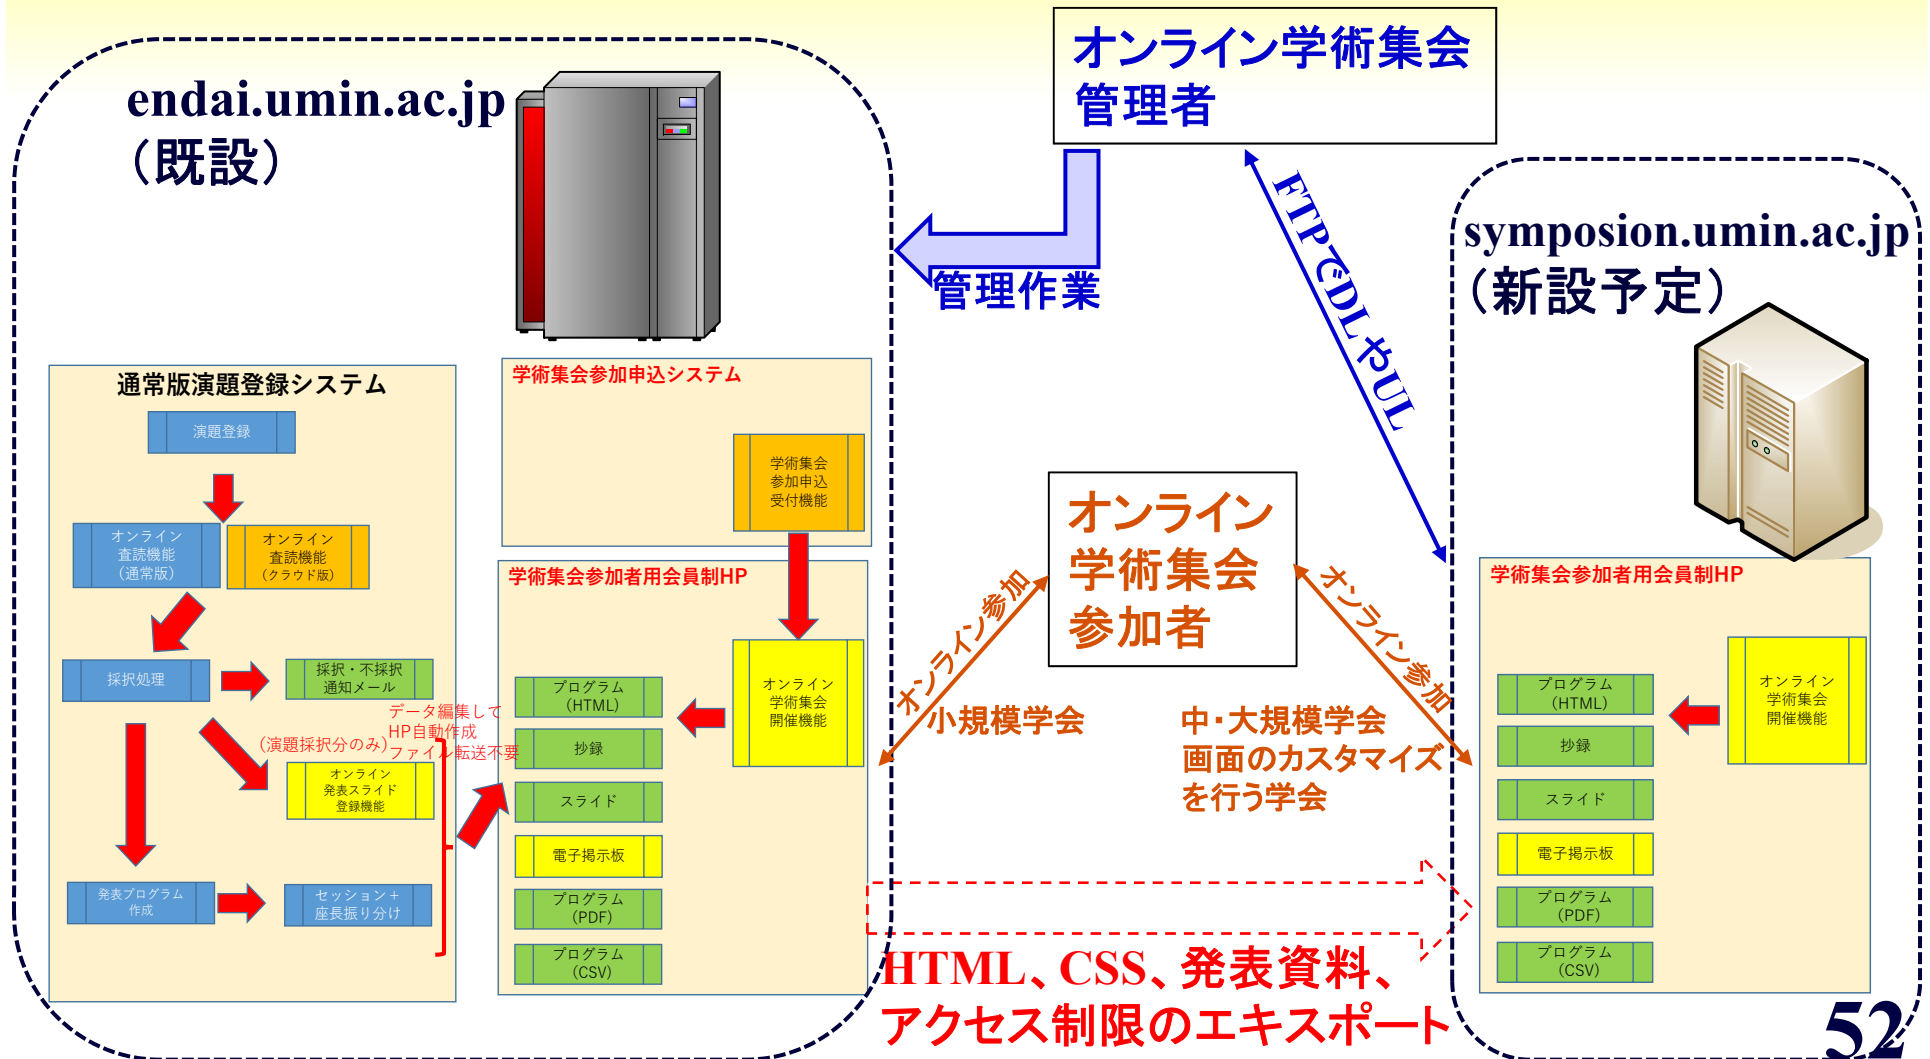 オンライン学術集会
管理者
endai.umin.ac.jp
（既設）
管理作業
FTPでDLやUL
symposion.umin.ac.jp
（新設予定）
通常版演題登録システム
演題登録
オンライン
査読機能
（通常版）
オンライン
査読機能
（クラウド版）
採択処理
採択・不採択
通知メール
（演題採択分のみ）
データ編集して
HP自動作成
ファイル転送不要
オンライン
発表スライド
登録機能
発表プログラム
作成
セッション＋
座長振り分け
学術集会参加申込システム
学術集会
参加申込
受付機能
学術集会参加者用会員制HP
プログラム
(HTML)
抄録
スライド
電子掲示板
プログラム
(PDF)
プログラム
(CSV)
オンライン
学術集会
開催機能
オンライン
学術集会
参加者
オンライン参加
小規模学会
オンライン参加
中・大規模学会
画面のカスタマイズ
を行う学会
HTML、CSS、発表資料、
アクセス制限のエキスポート
学術集会参加者用会員制HP
プログラム
(HTML)
抄録
スライド
電子掲示板
プログラム
(PDF)
プログラム
(CSV)
オンライン
学術集会
開催機能
52